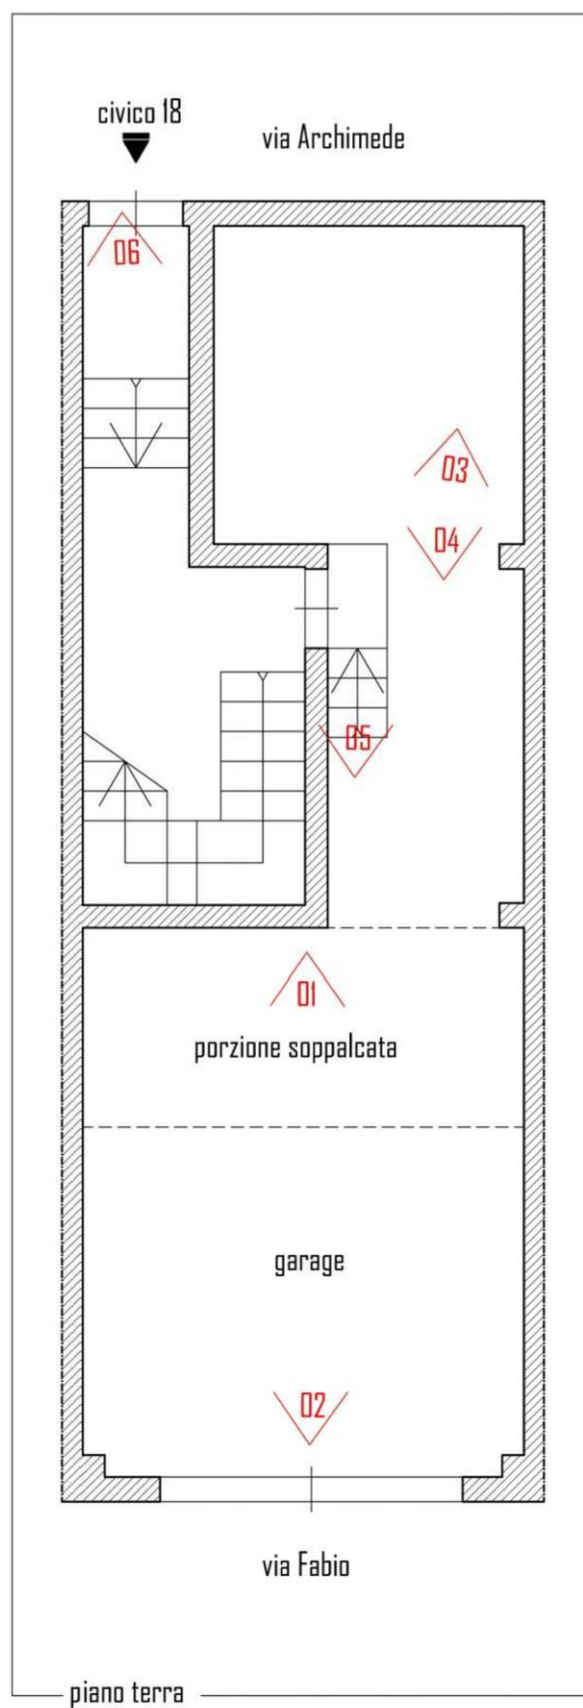 civico 18
via Archimede
06
03
04
05
01
porzione soppalcata
garage
02
via Fabio
piano terra